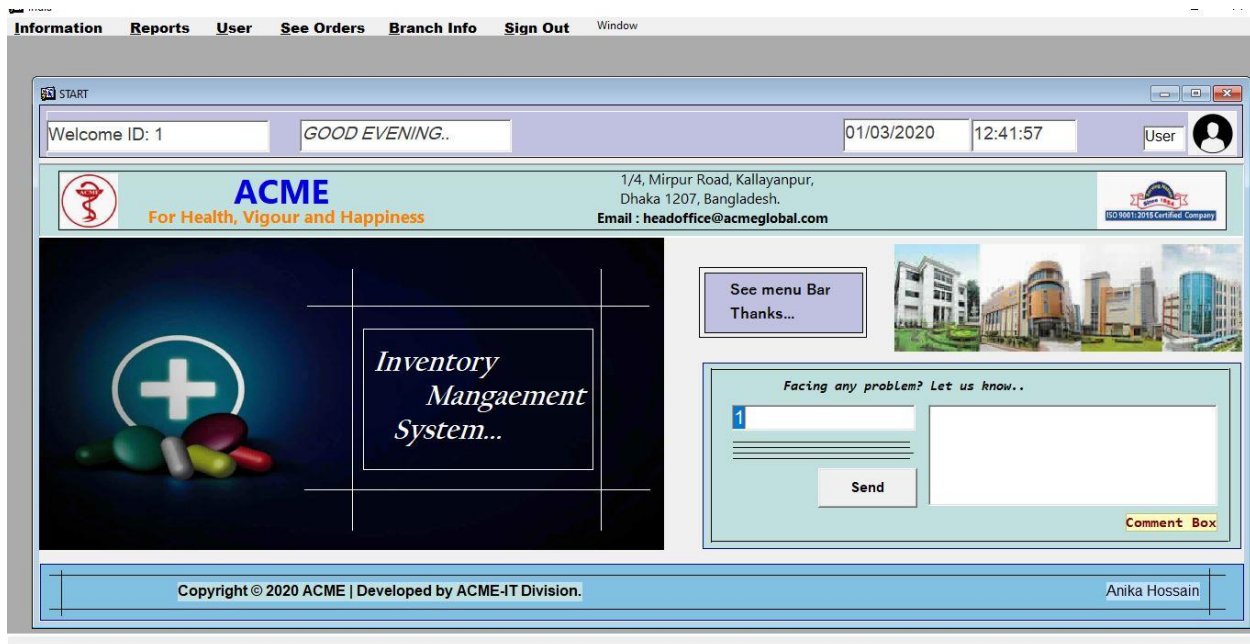 Information Reports User See Orders Branch Info Sign Out Window
START
Welcome ID: 1 GOOD EVENING.. 01/03/2020 12:41:57 User
ACME
ACME
For Health, Vigour and Happiness
1/4, Mirpur Road, Kallayanpur,
Dhaka 1207, Bangladesh.
Email : headoffice@acmeglobal.com
Since 1954
ISO 9001:2015 Certified Company
Inventory
Mangaement
System...
See menu Bar
Thanks...
Facing any problem? Let us know..
1
Send
Comment Box
Copyright © 2020 ACME | Developed by ACME-IT Division.
Anika Hossain